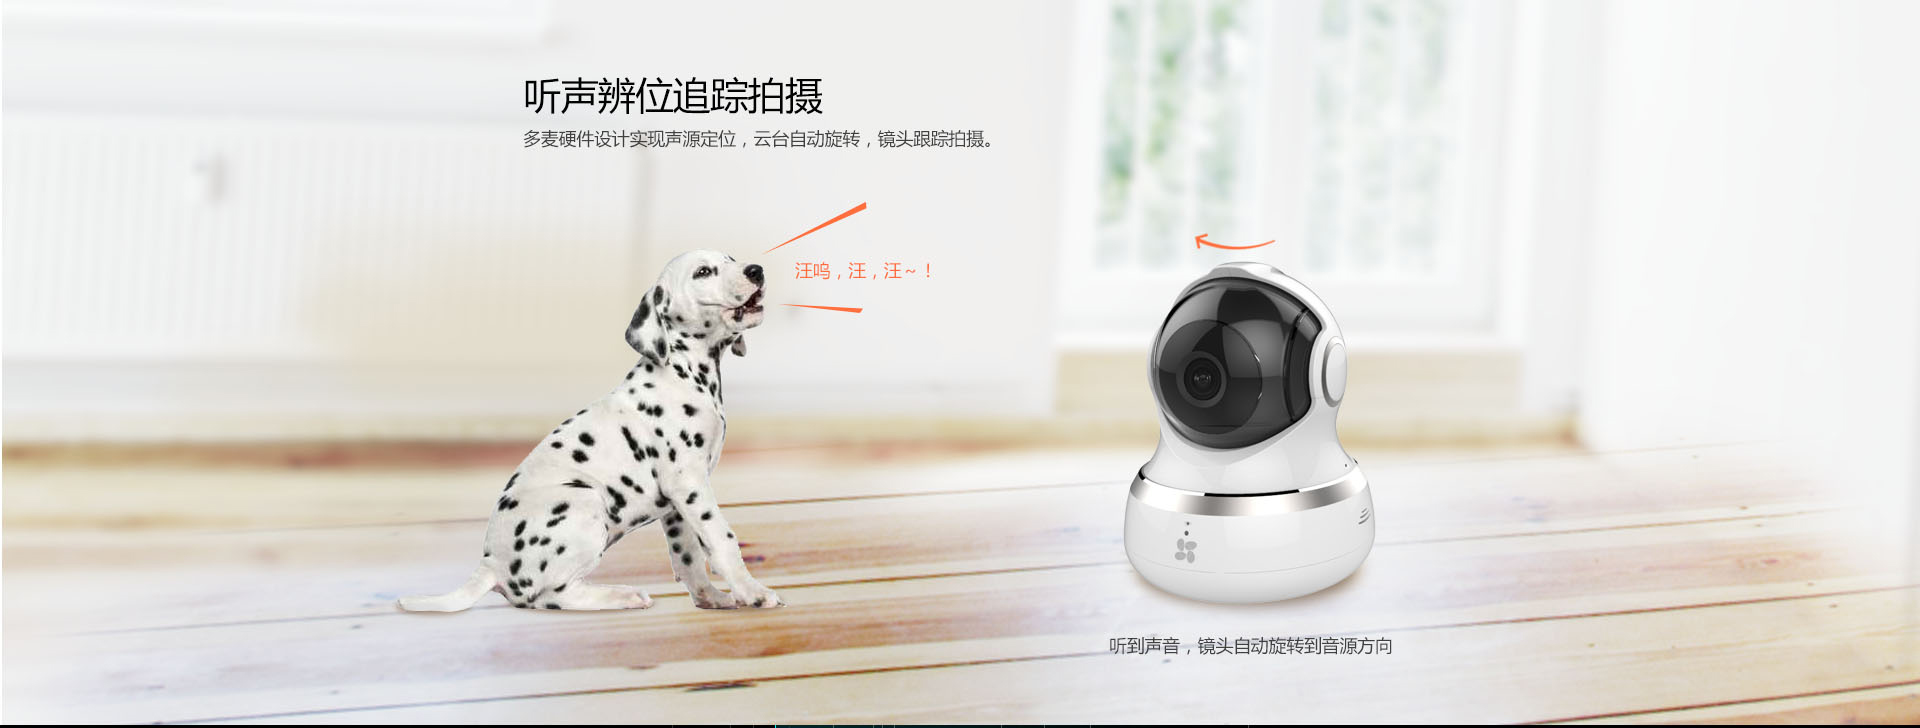 听声辨位追踪拍摄
多麦硬件设计实现声源定位，云台自动旋转，镜头跟踪拍摄。
汪呜，汪，汪～！
听到声音，镜头自动旋转到音源方向